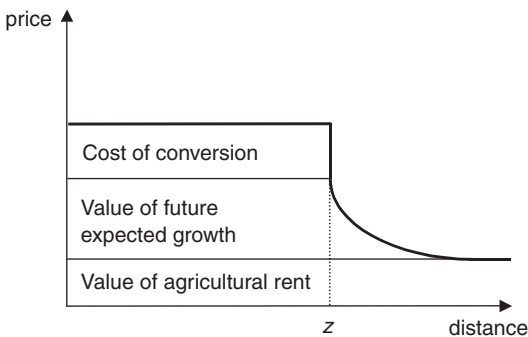 price
Cost of conversion
Value of future
expected growth
Value of agricultural rent
z
distance